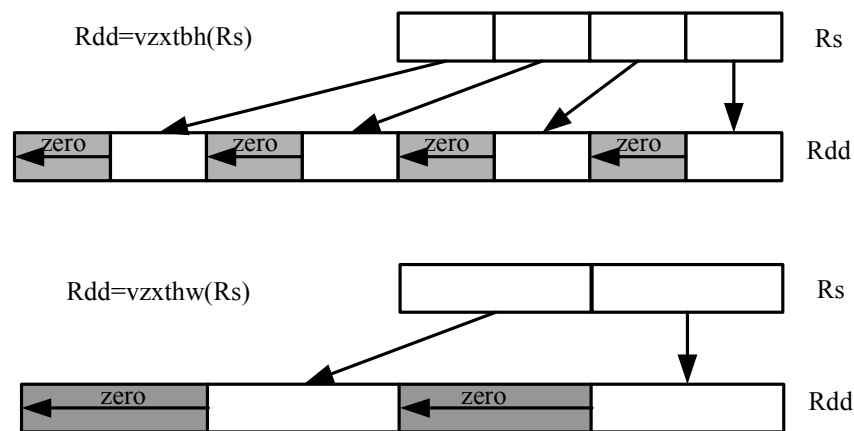 Rdd=vzxtbh(Rs)
Rs
zero zero zero zero
Rdd
Rdd=vzxthw(Rs)
Rs
zero zero
Rdd